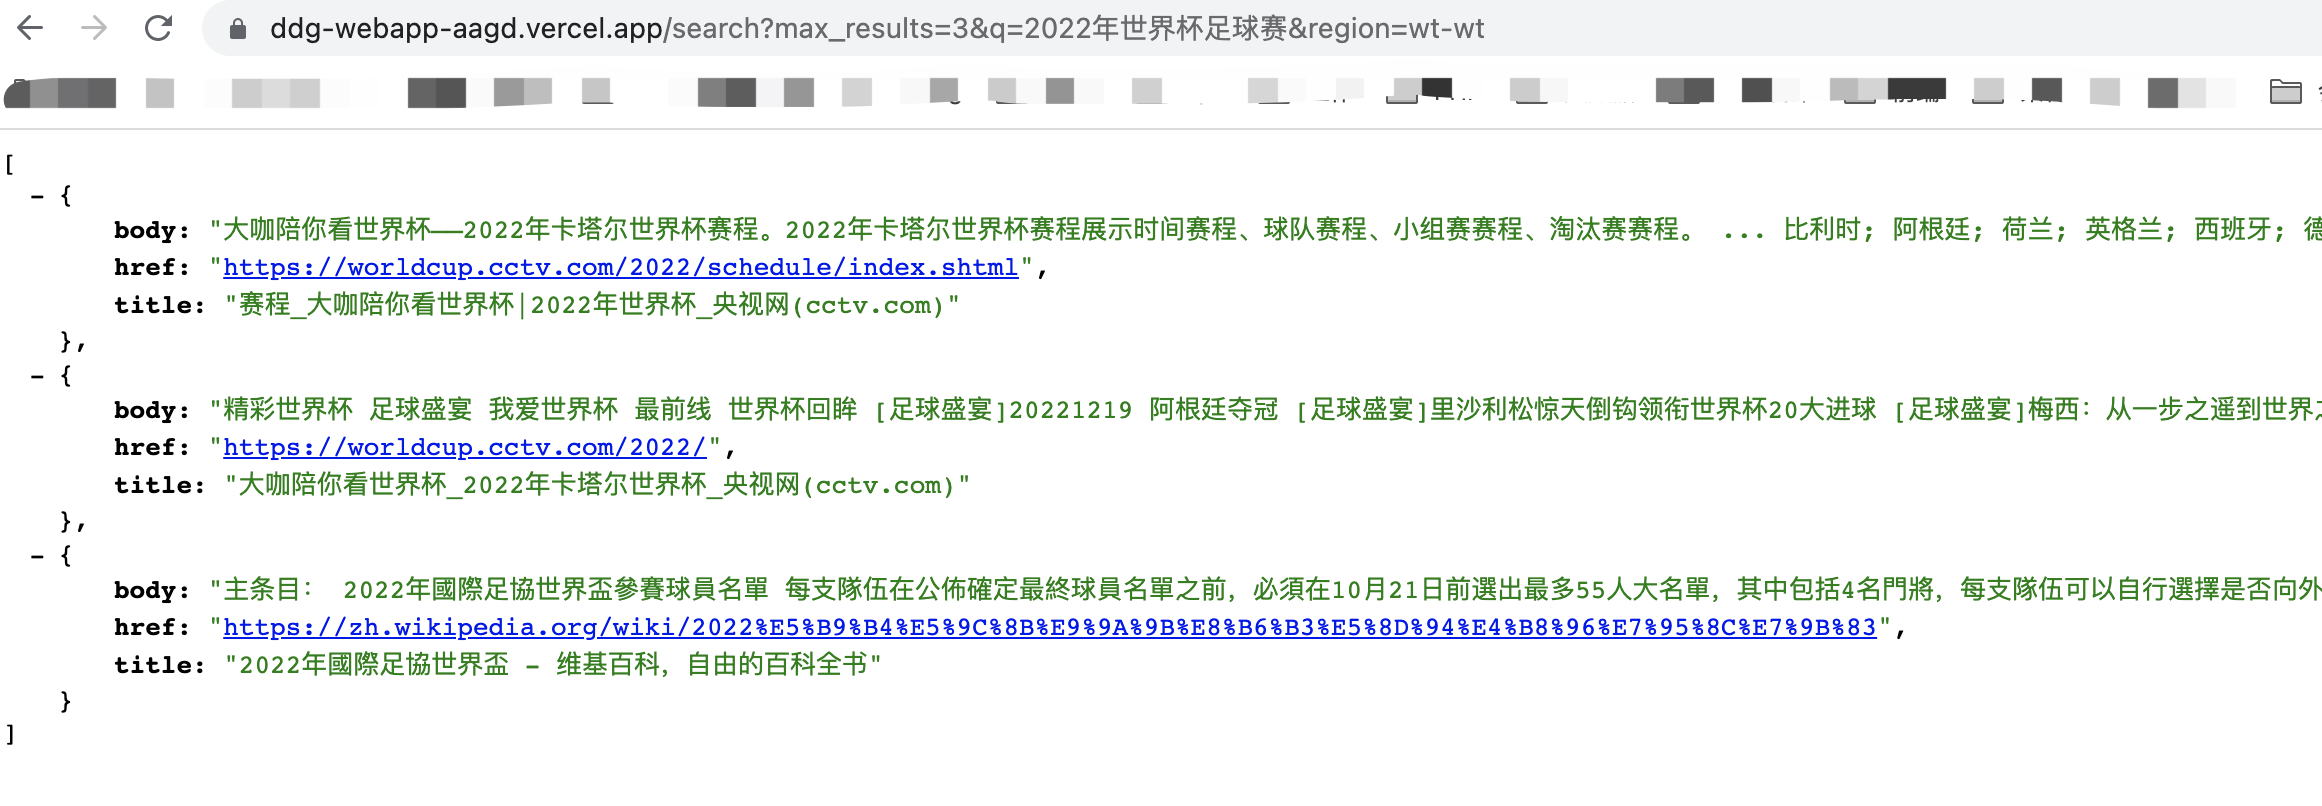 ddg-webapp-aagd.vercel.app/search?max_results=3&q=2022年世界杯足球赛&region=wt-wt
[
- {
body: "大咖陪你看世界杯——2022年卡塔尔世界杯赛程。2022年卡塔尔世界杯赛程展示时间赛程、球队赛程、小组赛赛程、淘汰赛赛程。 ... 比利时; 阿根廷; 荷兰; 英格兰; 西班牙; 德
href: "https://worldcup.cctv.com/2022/schedule/index.shtml",
title: "赛程_大咖陪你看世界杯|2022年世界杯_央视网(cctv.com)"
},
- {
body: "精彩世界杯 足球盛宴 我爱世界杯 最前线 世界杯回眸 [足球盛宴]20221219 阿根廷夺冠 [足球盛宴]里沙利松惊天倒钩领衔世界杯20大进球 [足球盛宴]梅西：从一步之遥到世界之
href: "https://worldcup.cctv.com/2022/",
title: "大咖陪你看世界杯_2022年卡塔尔世界杯_央视网(cctv.com)"
},
- {
body: "主条目： 2022年國際足協世界盃參賽球員名單 每支隊伍在公佈確定最終球員名單之前，必須在10月21日前選出最多55人大名單，其中包括4名門將，每支隊伍可以自行選擇是否向外
href: "https://zh.wikipedia.org/wiki/2022%E5%B9%B4%E5%9C%8B%E9%9A%9B%E8%B6%B3%E5%8D%94%E4%B8%96%E7%95%8C%E7%9B%83",
title: "2022年國際足協世界盃 - 维基百科，自由的百科全书"
}
]